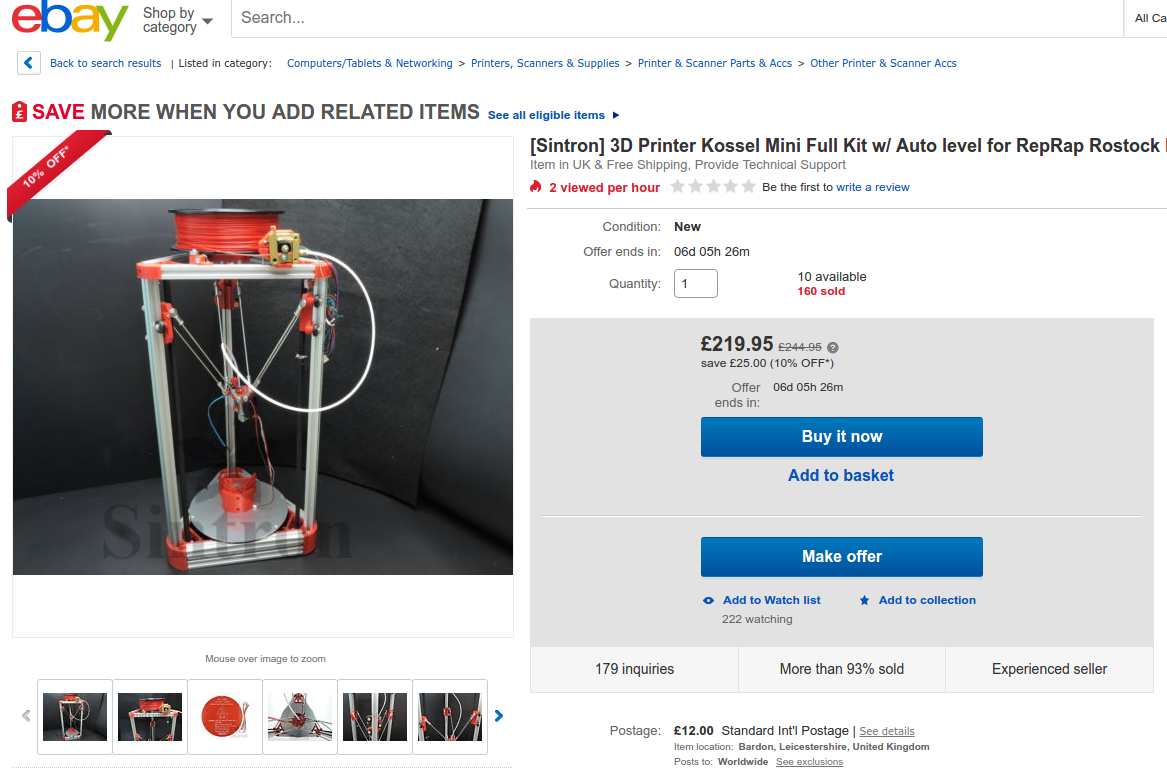 ebay
Shop by
category
Search...
All Ca
Back to search results | Listed in category: Computers/Tablets & Networking > Printers, Scanners & Supplies > Printer & Scanner Parts & Accs > Other Printer & Scanner Accs
£ SAVE MORE WHEN YOU ADD RELATED ITEMS See all eligible items
10% OFF*
Sintron
Mouse over image to zoom
[Sintron] 3D Printer Kossel Mini Full Kit w/ Auto level for RepRap Rostock
Item in UK & Free Shipping, Provide Technical Support
2 viewed per hour Be the first to write a review
Condition: New
Offer ends in: 06d 05h 26m
Quantity: 1 10 available
160 sold
£219.95 £244.95 ?
save £25.00 (10% OFF*)
Offer 06d 05h 26m
ends in:
Buy it now
Add to basket
Make offer
Add to Watch list Add to collection
222 watching
179 inquiries More than 93% sold Experienced seller
Postage: £12.00 Standard Int'l Postage | See details
Item location: Bardon, Leicestershire, United Kingdom
Posts to: Worldwide See exclusions